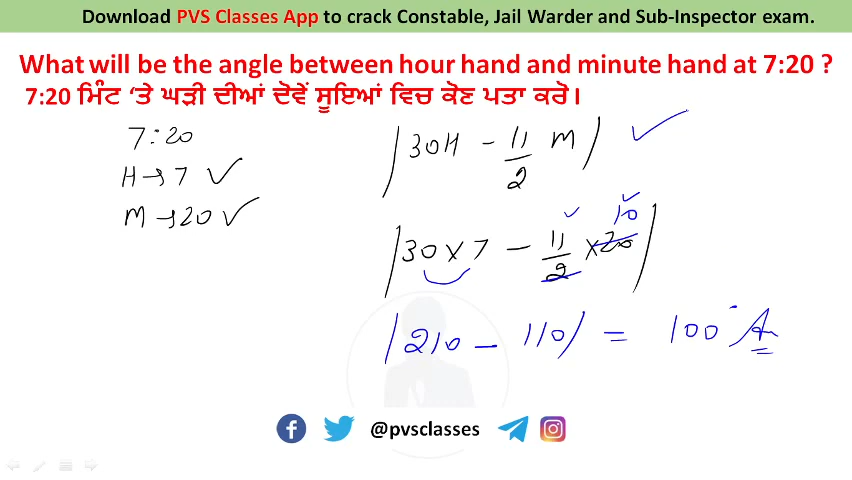 Download PVS Classes App to crack Constable, Jail Warder and Sub-Inspector exam.
What will be the angle between hour hand and minute hand at 7:20 ?
7:20 ਮਿੰਟ ‘ਤੇ ਘੜੀ ਦੀਆਂ ਦੋਵੇਂ ਸੂਇਆਂ ਵਿਚ ਕੋਣ ਪਤਾ ਕਰੋ।
7:20
H → 7 ✓
M → 20 ✓
|30H - 11/2 M| ✓
|30 × 7 - 11/2 × 20| 10
|210 - 110| = 100° A
@pvsclasses